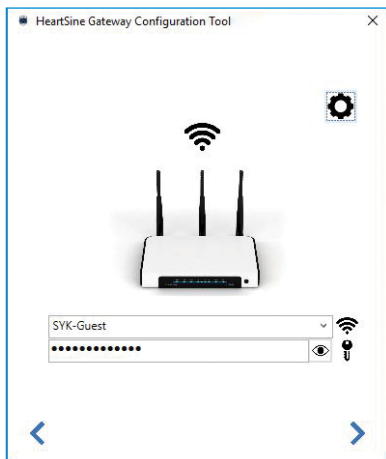 HeartSine Gateway Configuration Tool
SYK-Guest
•••••••••••••